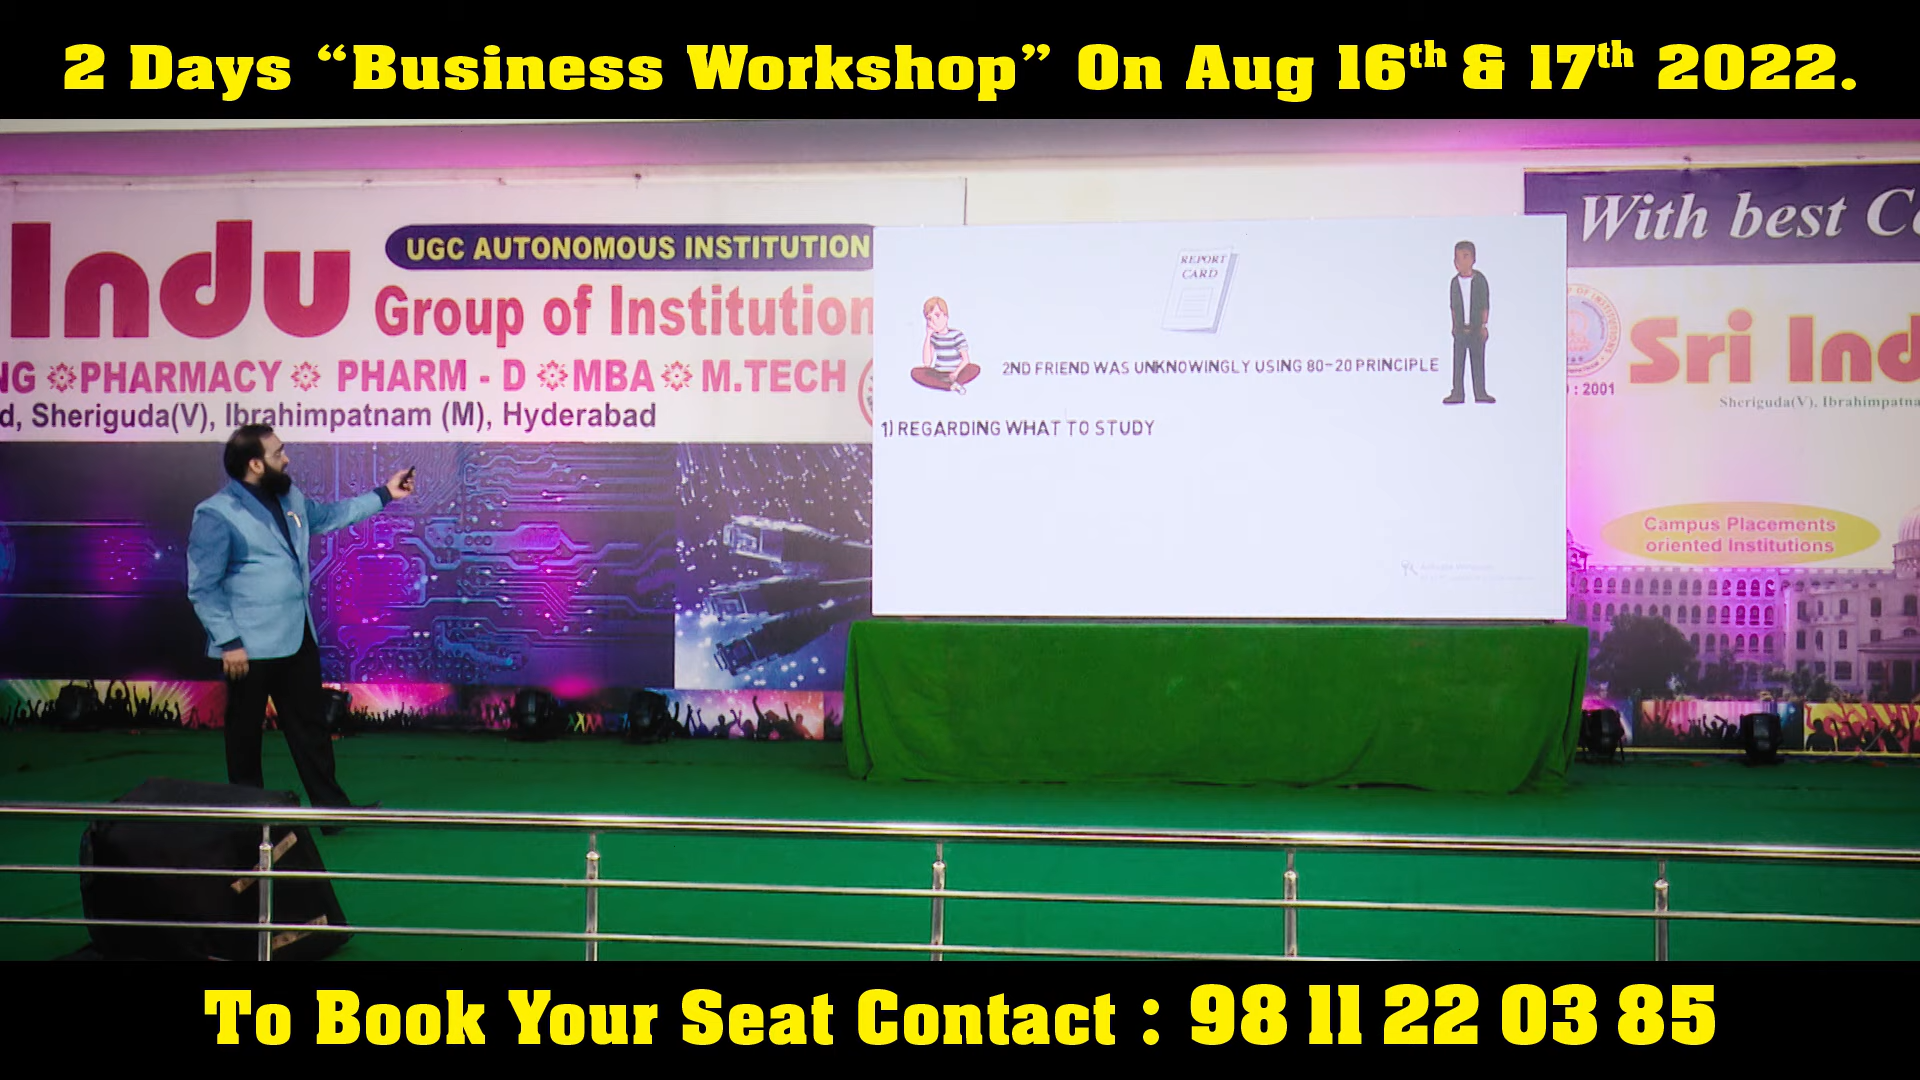 2 Days “Business Workshop” On Aug 16th & 17th 2022.
Indu
UGC AUTONOMOUS INSTITUTION
Group of Institution
NG ❉PHARMACY ❉ PHARM - D ❉MBA❉ M.TECH
d, Sheriguda(V), Ibrahimpatnam (M), Hyderabad
REPORT
CARD
2ND FRIEND WAS UNKNOWINGLY USING 80-20 PRINCIPLE
1) REGARDING WHAT TO STUDY
With best C
Sri Ind
: 2001
Sheriguda(V), Ibrahimpatna
Campus Placements
oriented Institutions
To Book Your Seat Contact : 98 11 22 03 85